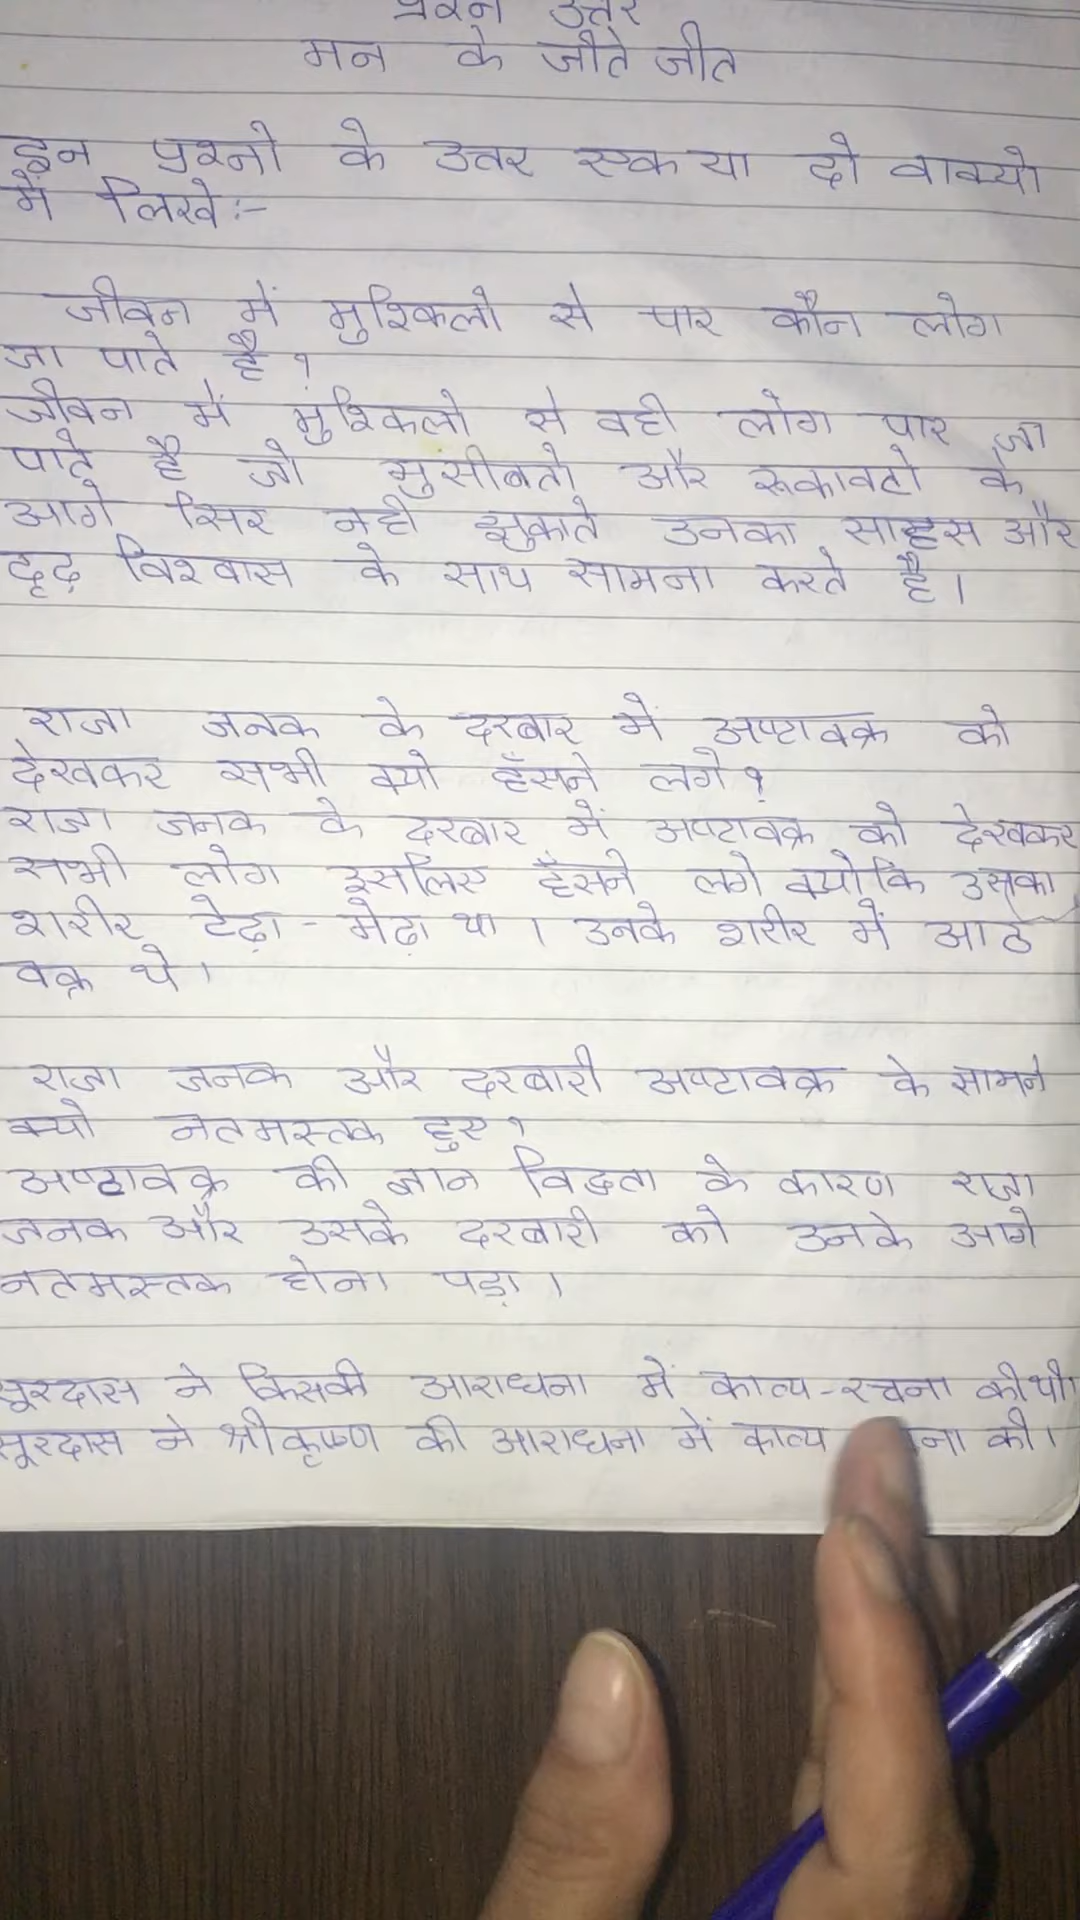 प्रश्न उत्तर
मन के जीते जीत
इन प्रश्नो के उत्तर एक या दो वाक्यो
में लिखे:-
जीवन में मुश्किलो से पार कौन लोग
जा पाते है ?
जीवन में मुश्किलो से वही लोग पार जा
पाते है जो मुसीबतो और रूकावटो के
आगे सिर नही झुकाते उनका साहस और
दृढ़ विश्वास के साथ सामना करते है।
राजा जनक के दरबार में अष्टावक्र को
देखकर सभी क्यो हँसने लगे ?
राजा जनक के दरबार में अष्टावक्र को देखकर
सभी लोग इसलिए हँसने लगे क्योकि उसका
शरीर टेढ़ा - मेढ़ा था । उनके शरीर में आठ
वक्र थे।
राजा जनक और दरबारी अष्टावक्र के सामने
क्यो नतमस्तक हुए ?
अष्टावक्र की ज्ञान विद्वता के कारण राजा
जनक और उसके दरबारी को उनके आगे
नतमस्तक होना पड़ा ।
सूरदास ने किसकी आराधना में काव्य-रचना की थी
सूरदास ने श्रीकृष्ण की आराधना में काव्य की।